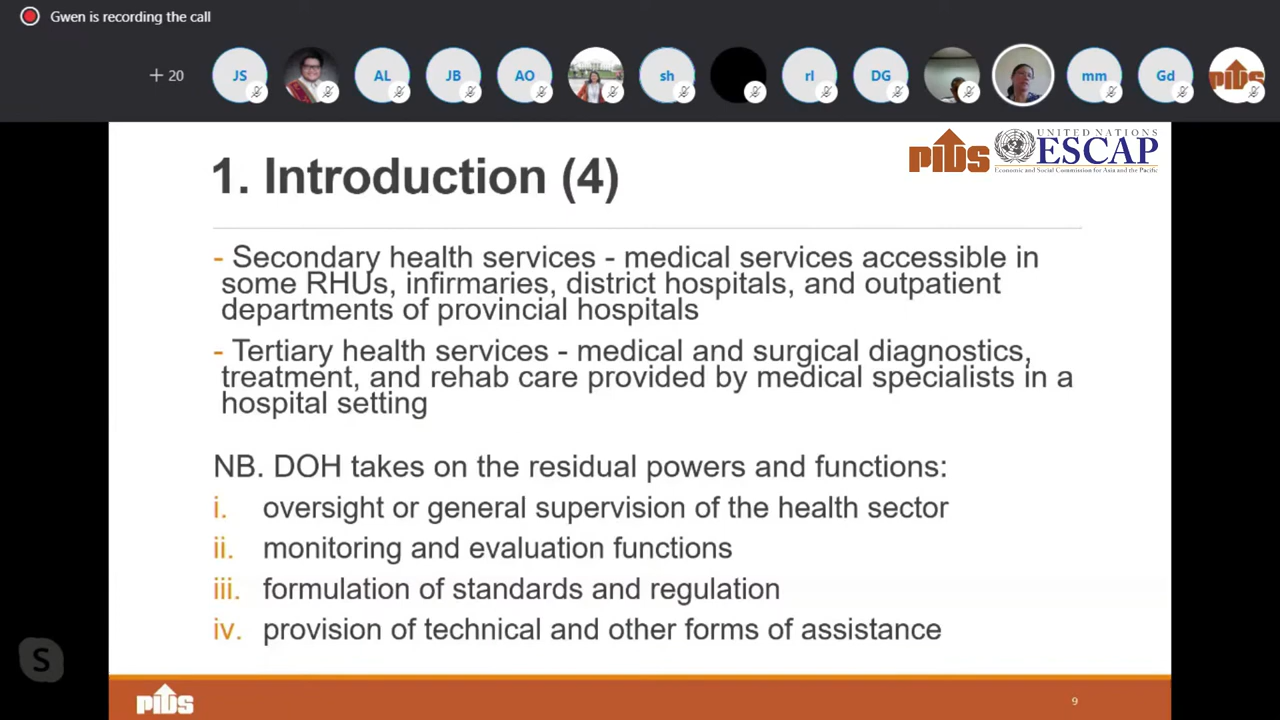 Gwen is recording the call
+ 20
JS
AL
JB
AO
sh
rl
DG
mm
Gd
PIDS
1. Introduction (4)
PIDS
UNITED NATIONS
ESCAP
Economic and Social Commission for Asia and the Pacific
- Secondary health services - medical services accessible in
some RHUs, infirmaries, district hospitals, and outpatient
departments of provincial hospitals
- Tertiary health services - medical and surgical diagnostics,
treatment, and rehab care provided by medical specialists in a
hospital setting
NB. DOH takes on the residual powers and functions:
i. oversight or general supervision of the health sector
ii. monitoring and evaluation functions
iii. formulation of standards and regulation
iv. provision of technical and other forms of assistance
S
PIDS
9